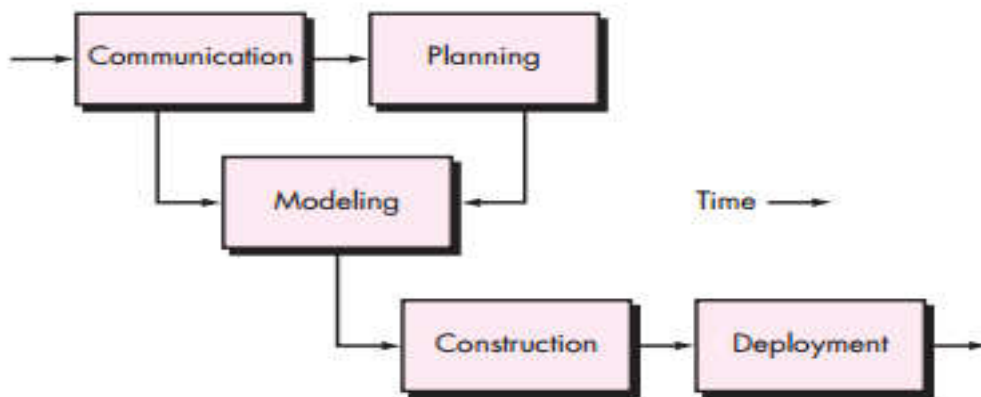 Communication
Planning
Modeling
Time
Construction
Deployment